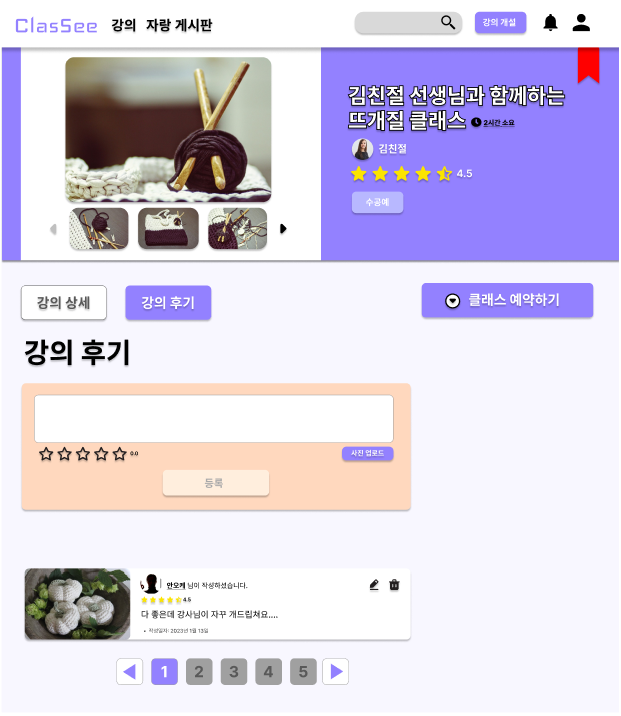 ClasSee 강의 자랑 게시판 강의 개설
김친절 선생님과 함께하는
뜨개질 클래스 2시간 소요
김친절
4.5
수공예
강의 상세 강의 후기 클래스 예약하기
강의 후기
0.0 사진 업로드
등록
안오케 님이 작성하셨습니다.
4.5
다 좋은데 강사님이 자꾸 개드립쳐요....
• 작성일자: 2023년 1월 13일
1 2 3 4 5